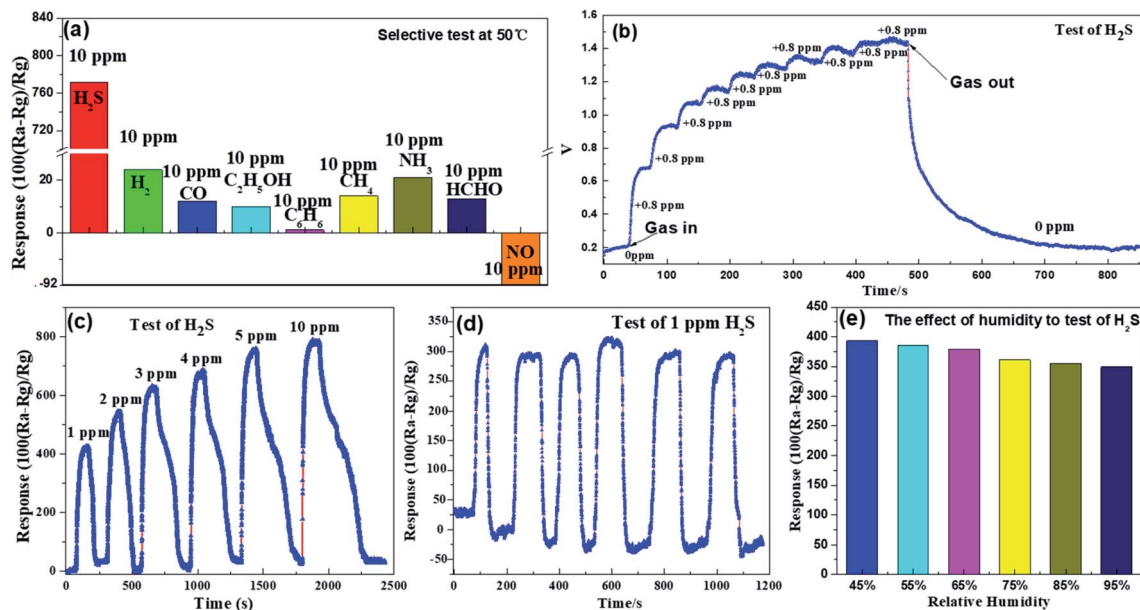 (a)
Selective test at 50℃
Response (100(Ra-Rg)/Rg)
840
800
760
720
20
0
-92
10 ppm
H2S
10 ppm
H2
10 ppm
CO
10 ppm
C2H5OH
10 ppm
C6H6
10 ppm
CH4
10 ppm
NH3
10 ppm
HCHO
NO
10 ppm
(b)
Test of H2S
V
1.6
1.4
1.2
1.0
0.8
0.6
0.4
0.2
0 100 200 300 400 500 600 700 800
Time/s
0ppm
Gas in
+0.8 ppm
+0.8 ppm
+0.8 ppm
+0.8 ppm
+0.8 ppm
+0.8 ppm
+0.8 ppm
+0.8 ppm
+0.8 ppm
+0.8 ppm
Gas out
0 ppm
(c)
Test of H2S
Response (100(Ra-Rg)/Rg)
800
600
400
200
0
1 ppm
2 ppm
3 ppm
4 ppm
5 ppm
10 ppm
0 500 1000 1500 2000 2500
Time (s)
(d)
Test of 1 ppm H2S
Response (100(Ra-Rg)/Rg)
350
300
250
200
150
100
50
0
-50
0 200 400 600 800 1000 1200
Time/s
(e)
The effect of humidity to test of H2S
Response (100(Ra-Rg)/Rg)
450
400
350
300
250
200
150
100
50
0
45% 55% 65% 75% 85% 95%
Relative Humidity